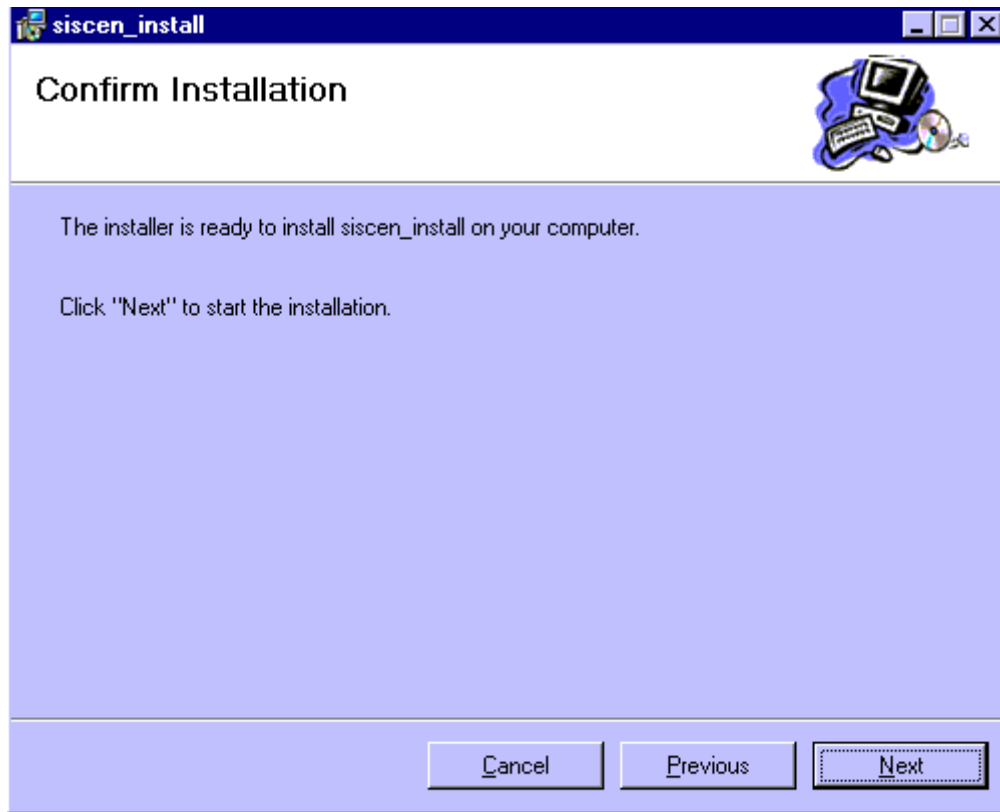 siscen_install
Confirm Installation
The installer is ready to install siscen_install on your computer.
Click "Next" to start the installation.
Cancel Previous Next